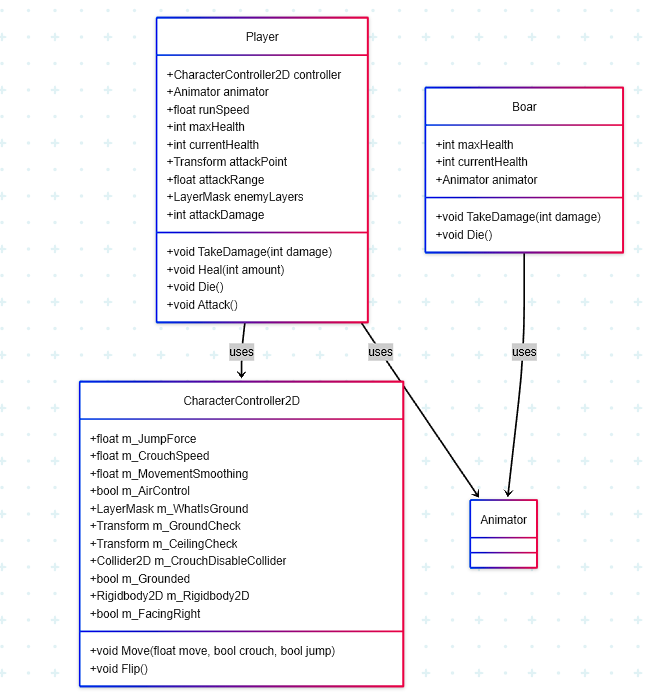 Player
+CharacterController2D controller
+Animator animator
+float runSpeed
+int maxHealth
+int currentHealth
+Transform attackPoint
+float attackRange
+LayerMask enemyLayers
+int attackDamage
+void TakeDamage(int damage)
+void Heal(int amount)
+void Die()
+void Attack()
Boar
+int maxHealth
+int currentHealth
+Animator animator
+void TakeDamage(int damage)
+void Die()
uses
uses
uses
CharacterController2D
+float m_JumpForce
+float m_CrouchSpeed
+float m_MovementSmoothing
+bool m_AirControl
+LayerMask m_WhatIsGround
+Transform m_GroundCheck
+Transform m_CeilingCheck
+Collider2D m_CrouchDisableCollider
+bool m_Grounded
+Rigidbody2D m_Rigidbody2D
+bool m_FacingRight
+void Move(float move, bool crouch, bool jump)
+void Flip()
Animator